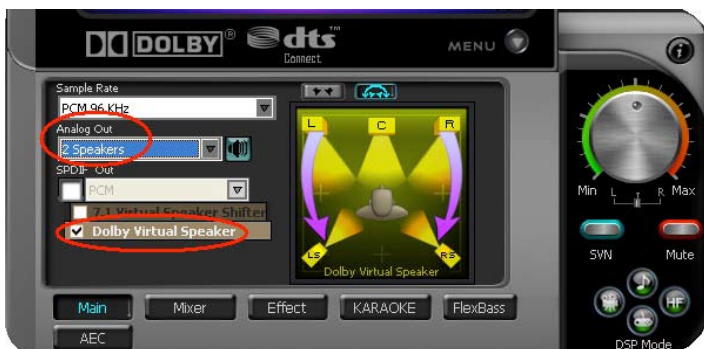 DOLBY® dts™
Connect
MENU
i
Sample Rate
PCM 96 KHz
Analog Out
2 Speakers
SPDIF Out
PCM
7.1 Virtual Speaker Shifter
Dolby Virtual Speaker
L C R
LS RS
Dolby Virtual Speaker
Min L R Max
SVN Mute
HF
DSP Mode
Main Mixer Effect KARAOKE FlexBass
AEC